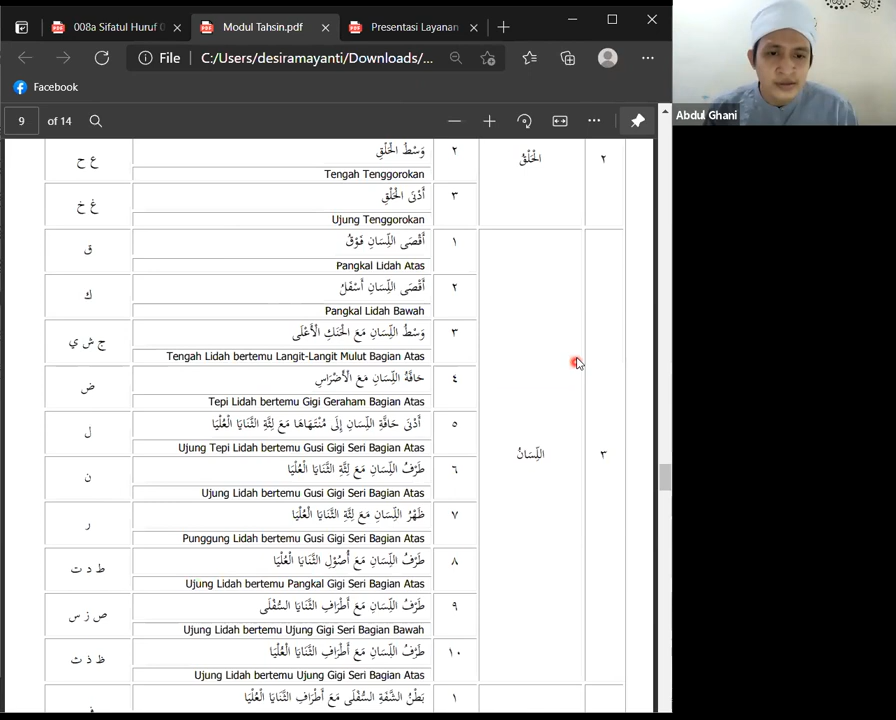 008a Sifatul Huruf
Modul Tahsin.pdf
Presentasi Layanan
File
C:/Users/desiramayanti/Downloads/...
Facebook
Abdul Ghani
9 of 14
٢ الْحَلْقُ ٢ وَسْطُ الْحَلْقِ ع ح
Tengah Tenggorokan
٣ أَدْنَى الْحَلْقِ غ خ
Ujung Tenggorokan
١ أَقْصَى اللِّسَانِ فَوْقُ ق
Pangkal Lidah Atas
٢ أَقْصَى اللِّسَانِ أَسْفَلُ ك
Pangkal Lidah Bawah
٣ وَسْطُ اللِّسَانِ مَعَ الْحَنَكِ الْأَعْلَى ج ش ي
Tengah Lidah bertemu Langit-Langit Mulut Bagian Atas
٤ حَافَّةُ اللِّسَانِ مَعَ الْأَضْرَاسِ ض
Tepi Lidah bertemu Gigi Geraham Bagian Atas
٥ أَدْنَى حَافَّةِ اللِّسَانِ إِلَى مُنْتَهَاهَا مَعَ لِثَّةِ الثَّنَايَا الْعُلْيَا ل
Ujung Tepi Lidah bertemu Gusi Gigi Seri Bagian Atas
٣ اللِّسَانُ
٦ طَرْفُ اللِّسَانِ مَعَ لِثَّةِ الثَّنَايَا الْعُلْيَا ن
Ujung Lidah bertemu Gusi Gigi Seri Bagian Atas
٧ ظَهْرُ اللِّسَانِ مَعَ لِثَّةِ الثَّنَايَا الْعُلْيَا ر
Punggung Lidah bertemu Gusi Gigi Seri Bagian Atas
٨ طَرْفُ اللِّسَانِ مَعَ أُصُوْلِ الثَّنَايَا الْعُلْيَا ط د ت
Ujung Lidah bertemu Pangkal Gigi Seri Bagian Atas
٩ طَرْفُ اللِّسَانِ مَعَ أَطْرَافِ الثَّنَايَا السُّفْلَى ص ز س
Ujung Lidah bertemu Ujung Gigi Seri Bagian Bawah
١٠ طَرْفُ اللِّسَانِ مَعَ أَطْرَافِ الثَّنَايَا الْعُلْيَا ظ ذ ث
Ujung Lidah bertemu Ujung Gigi Seri Bagian Atas
١ بَطْنُ الشَّفَةِ السُّفْلَى مَعَ أَطْرَافِ الثَّنَايَا الْعُلْيَا ف